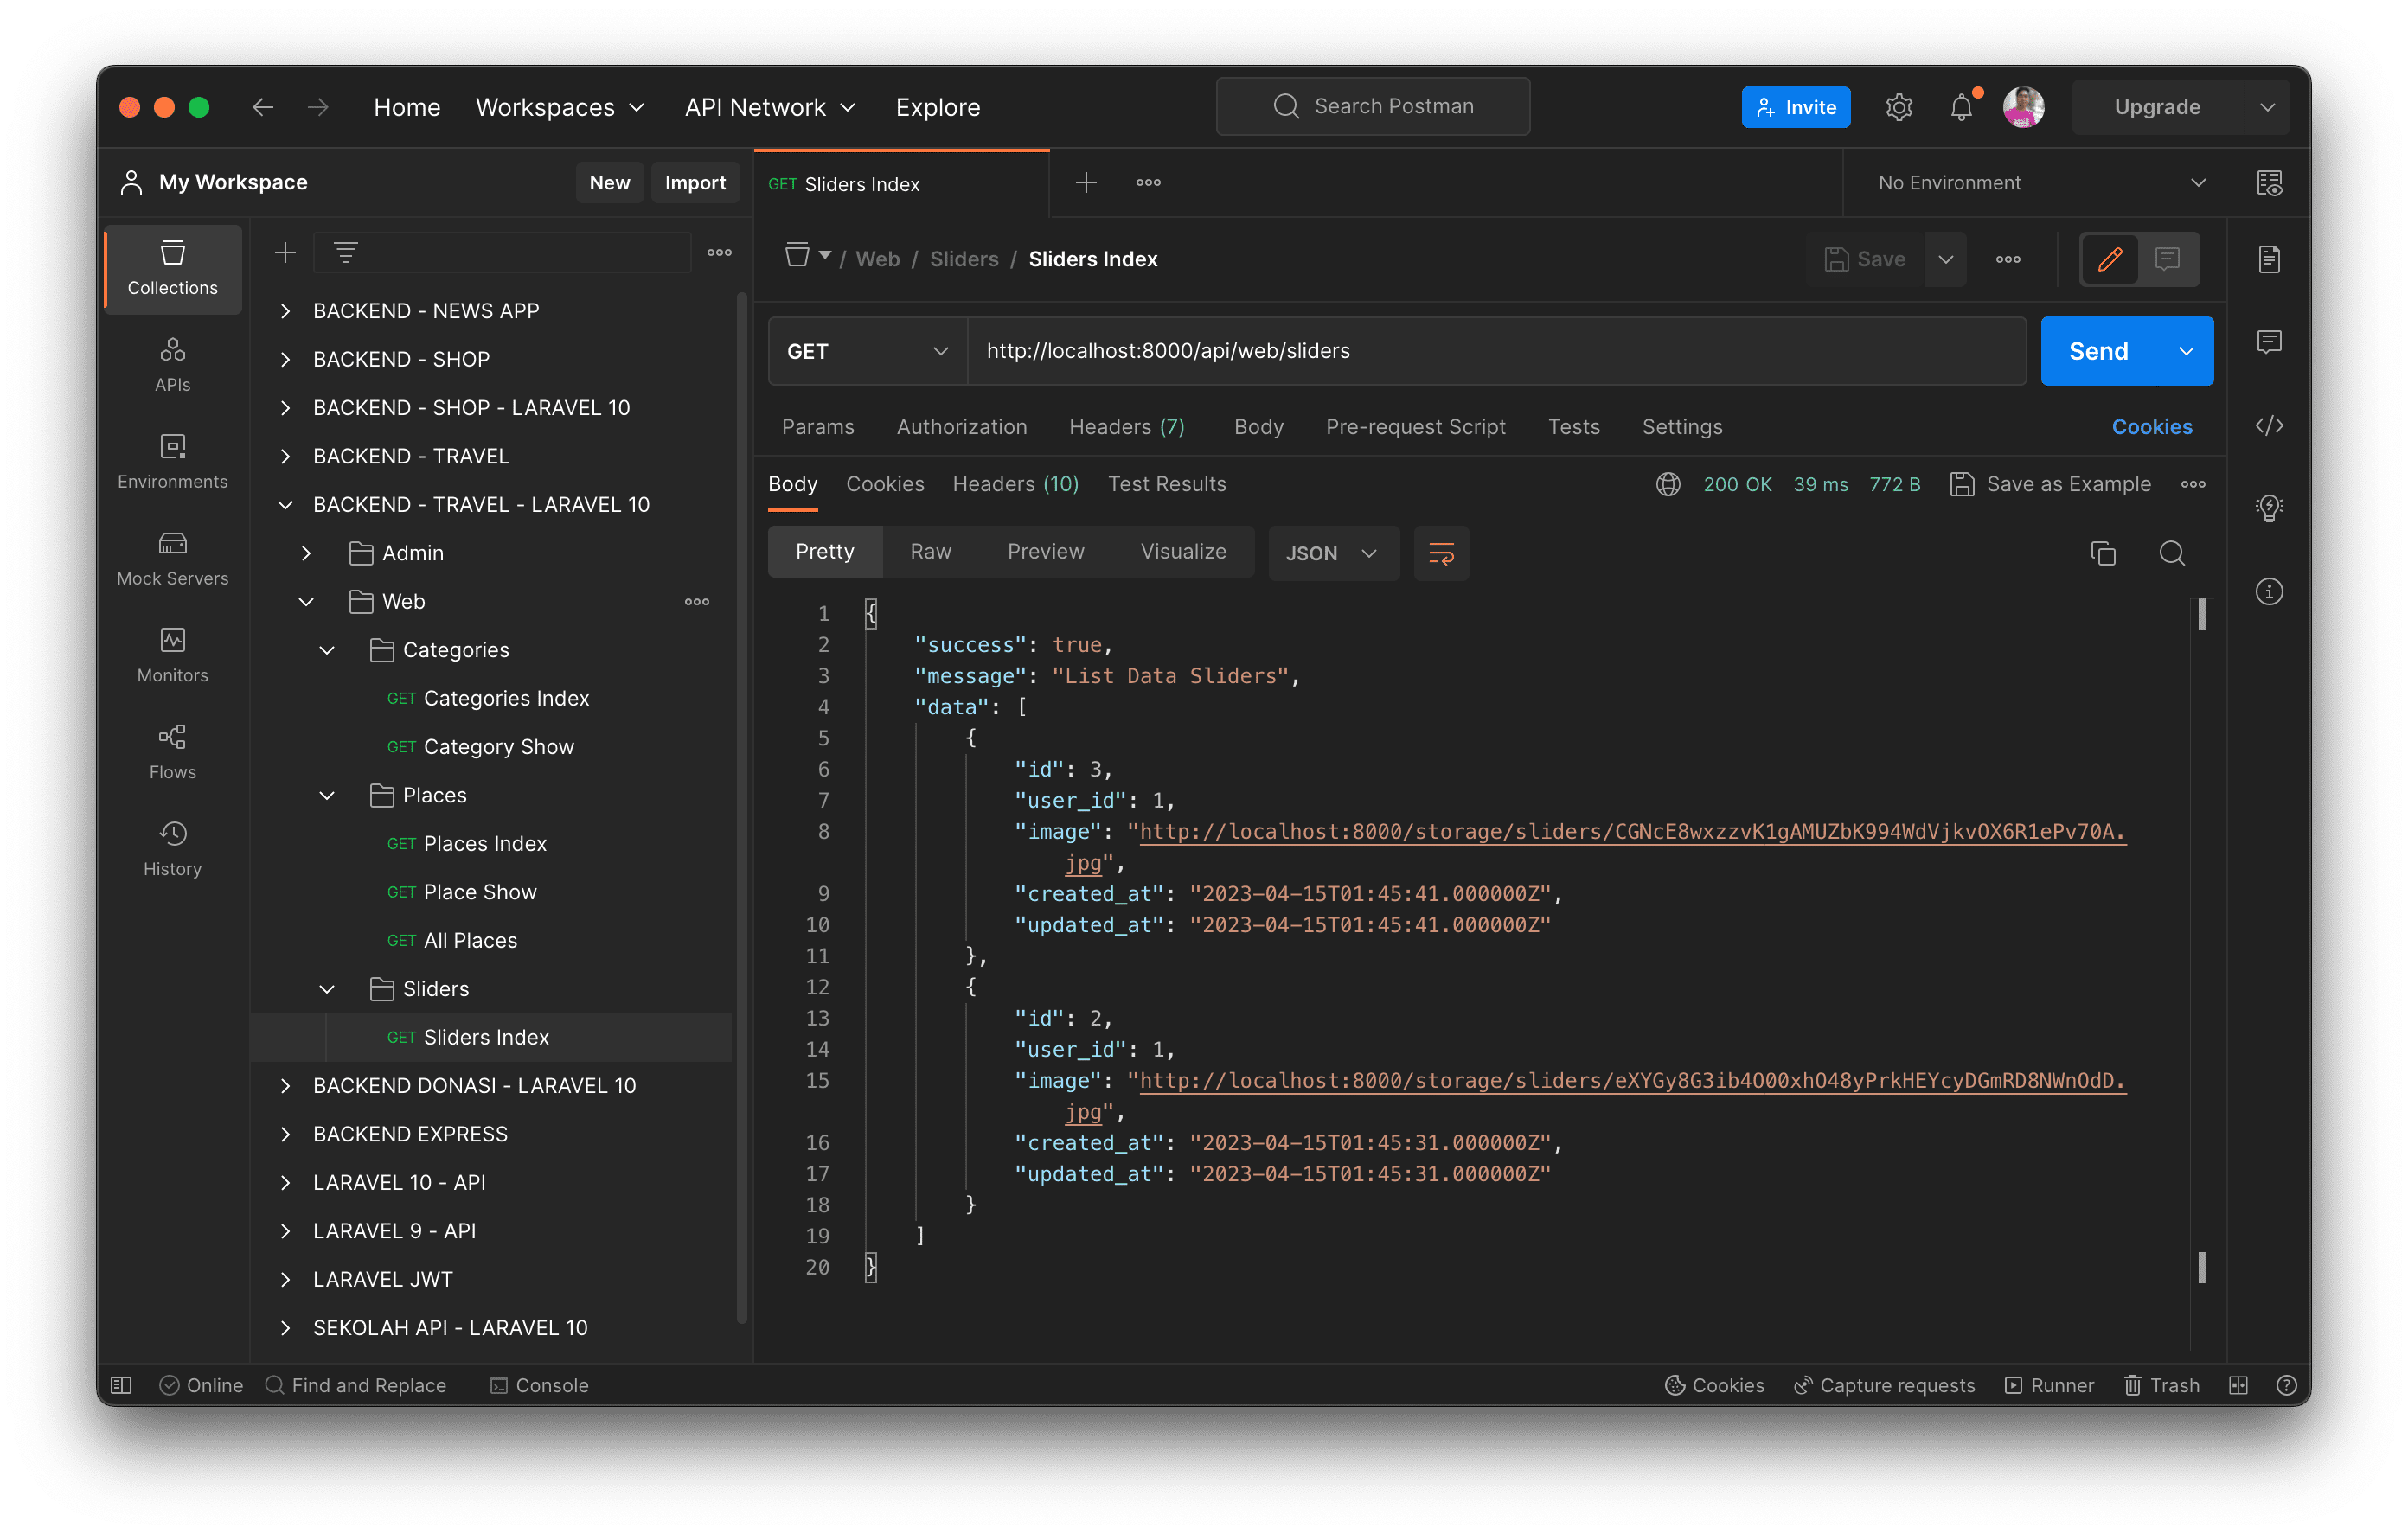 Home Workspaces API Network Explore Search Postman Invite Upgrade
My Workspace New Import
GET Sliders Index No Environment
Collections
APIs
Environments
Mock Servers
Monitors
Flows
History
BACKEND - NEWS APP
BACKEND - SHOP
BACKEND - SHOP - LARAVEL 10
BACKEND - TRAVEL
BACKEND - TRAVEL - LARAVEL 10
Admin
Web
Categories
GET Categories Index
GET Category Show
Places
GET Places Index
GET Place Show
GET All Places
Sliders
GET Sliders Index
BACKEND DONASI - LARAVEL 10
BACKEND EXPRESS
LARAVEL 10 - API
LARAVEL 9 - API
LARAVEL JWT
SEKOLAH API - LARAVEL 10
/ Web / Sliders / Sliders Index Save
GET http://localhost:8000/api/web/sliders Send
Params Authorization Headers (7) Body Pre-request Script Tests Settings Cookies
Body Cookies Headers (10) Test Results 200 OK 39 ms 772 B Save as Example
Pretty Raw Preview Visualize JSON
1 {
2 "success": true,
3 "message": "List Data Sliders",
4 "data": [
5 {
6 "id": 3,
7 "user_id": 1,
8 "image": "http://localhost:8000/storage/sliders/CGNcE8wxzzvK1gAMUZbK994WdVjkvOX6R1ePv70A.
jpg",
9 "created_at": "2023-04-15T01:45:41.000000Z",
10 "updated_at": "2023-04-15T01:45:41.000000Z"
11 },
12 {
13 "id": 2,
14 "user_id": 1,
15 "image": "http://localhost:8000/storage/sliders/eXYGy8G3ib4O00xhO48yPrkHEYcyDGmRD8NWnOdD.
jpg",
16 "created_at": "2023-04-15T01:45:31.000000Z",
17 "updated_at": "2023-04-15T01:45:31.000000Z"
18 }
19 ]
20 }
Online Find and Replace Console Cookies Capture requests Runner Trash